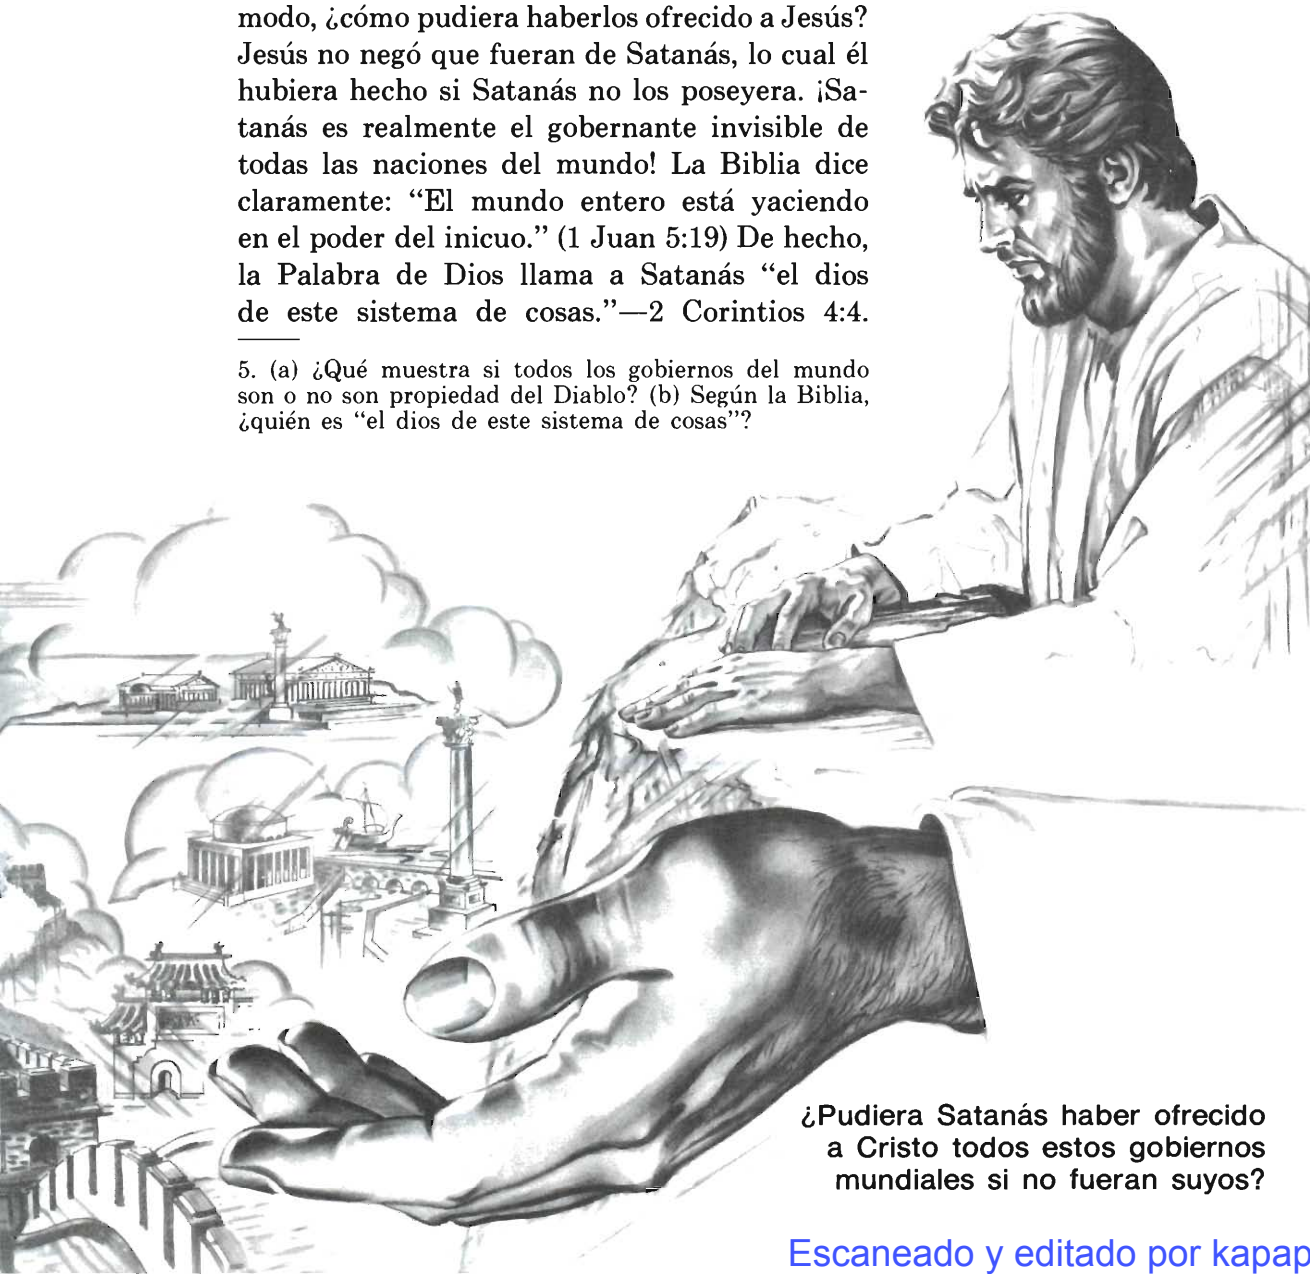 modo, ¿cómo pudiera haberlos ofrecido a Jesús?
Jesús no negó que fueran de Satanás, lo cual él
hubiera hecho si Satanás no los poseyera. ¡Sa-
tanás es realmente el gobernante invisible de
todas las naciones del mundo! La Biblia dice
claramente: “El mundo entero está yaciendo
en el poder del inicuo.” (1 Juan 5:19) De hecho,
la Palabra de Dios llama a Satanás “el dios
de este sistema de cosas.”—2 Corintios 4:4.
5. (a) ¿Qué muestra si todos los gobiernos del mundo
son o no son propiedad del Diablo? (b) Según la Biblia,
¿quién es “el dios de este sistema de cosas”?
¿Pudiera Satanás haber ofrecido
a Cristo todos estos gobiernos
mundiales si no fueran suyos?
Escaneado y editado por kapap